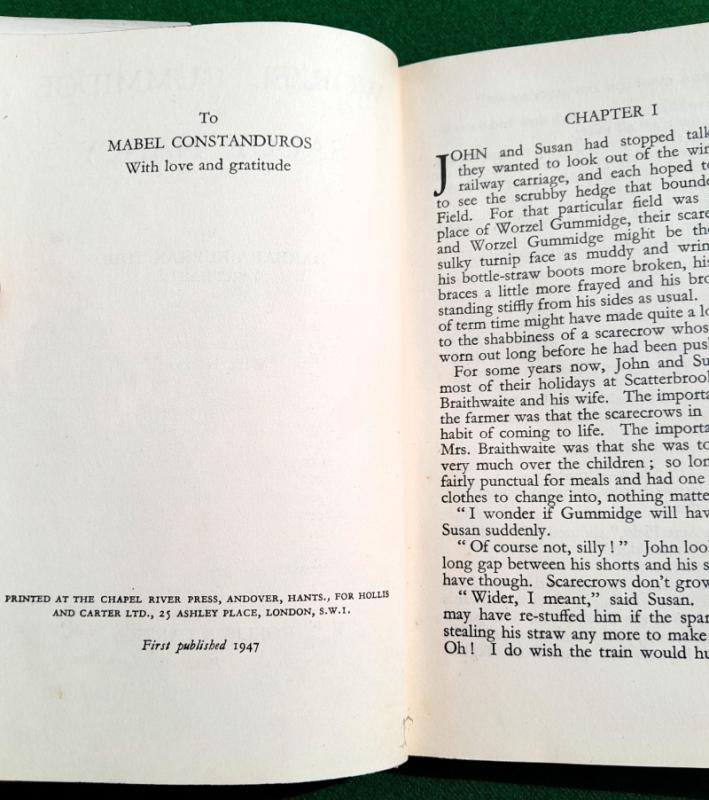 To
MABEL CONSTANDUROS
With love and gratitude
PRINTED AT THE CHAPEL RIVER PRESS, ANDOVER, HANTS., FOR HOLLIS
AND CARTER LTD., 25 ASHLEY PLACE, LONDON, S.W.I.
First published 1947
CHAPTER I
JOHN and Susan had stopped talk
they wanted to look out of the win
railway carriage, and each hoped to
to see the scrubby hedge that bounde
Field. For that particular field was
place of Worzel Gummidge, their scare
and Worzel Gummidge might be the
sulky turnip face as muddy and wrin
his bottle-straw boots more broken, his
braces a little more frayed and his bro
standing stiffly from his sides as usual.
of term time might have made quite a lo
to the shabbiness of a scarecrow whos
worn out long before he had been push
For some years now, John and Su
most of their holidays at Scatterbrook
Braithwaite and his wife. The importa
the farmer was that the scarecrows in
habit of coming to life. The importa
Mrs. Braithwaite was that she was to
very much over the children ; so lon
fairly punctual for meals and had one
clothes to change into, nothing matte
“I wonder if Gummidge will have
Susan suddenly.
“Of course not, silly !” John look
long gap between his shorts and his s
have though. Scarecrows don't grow
“Wider, I meant,” said Susan.
may have re-stuffed him if the spar
stealing his straw any more to make
Oh ! I do wish the train would hu